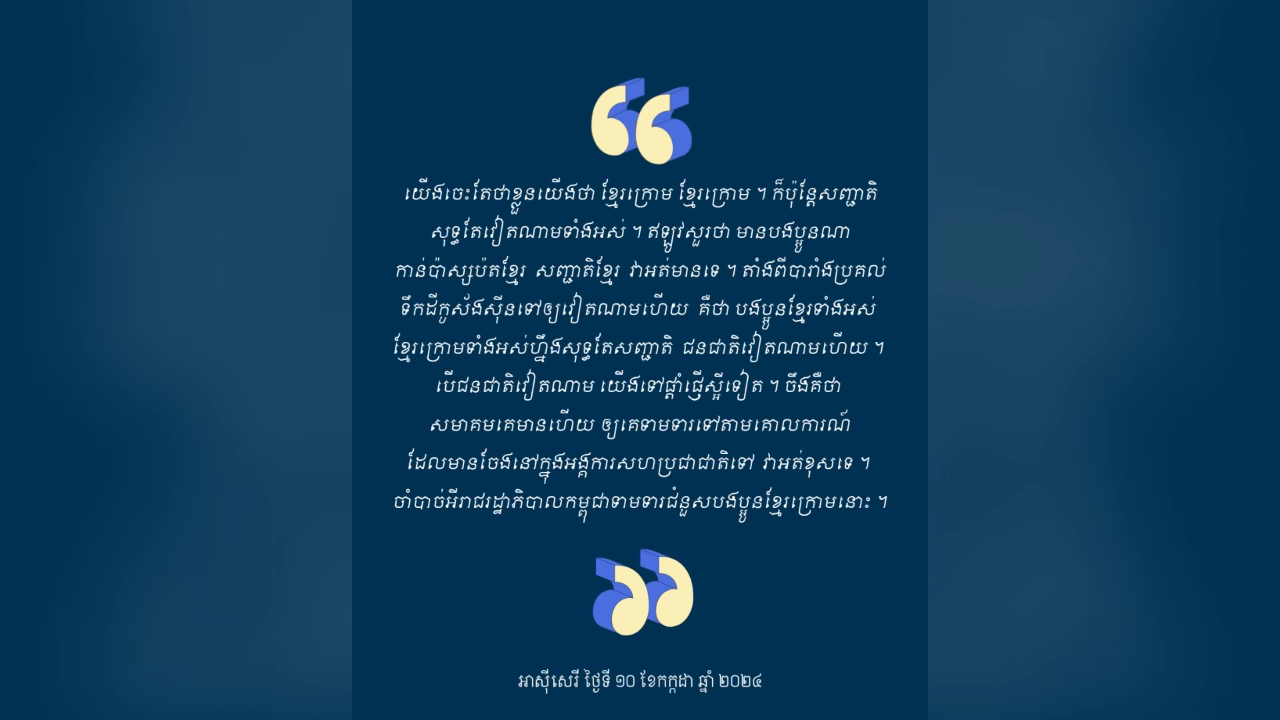 យើងចេះតែថាខ្លួនយើងថា ខ្មែរក្រោម ខ្មែរក្រោម ។ ក៏ប៉ុន្តែសញ្ជាតិ
សុទ្ធតែវៀតណាមទាំងអស់ ។ ឥឡូវសួរថា មានបងប្អូនណា
កាន់ប៉ាស្សប៉តខ្មែរ សញ្ជាតិខ្មែរ វាអត់មានទេ ។ តាំងពីបារាំងប្រគល់
ទឹកដីកូស័ងស៊ីនទៅឲ្យវៀតណាមហើយ គឺថា បងប្អូនខ្មែរទាំងអស់
ខ្មែរក្រោមទាំងអស់ហ្នឹងសុទ្ធតែសញ្ជាតិ ជនជាតិវៀតណាមហើយ ។
បើជនជាតិវៀតណាម យើងទៅផ្ដាំផ្ញើស្អីទៀត ។ ចឹងគឺថា
សមាគមគេមានហើយ ឲ្យគេទាមទារទៅតាមគោលការណ៍
ដែលមានចែងនៅក្នុងអង្គការសហប្រជាជាតិទៅ វាអត់ខុសទេ ។
ចាំបាច់អីរាជរដ្ឋាភិបាលកម្ពុជាទាមទារជំនួសបងប្អូនខ្មែរក្រោមនោះ ។
អាស៊ីសេរី ថ្ងៃទី ១០ ខែកក្កដា ឆ្នាំ ២០២៤